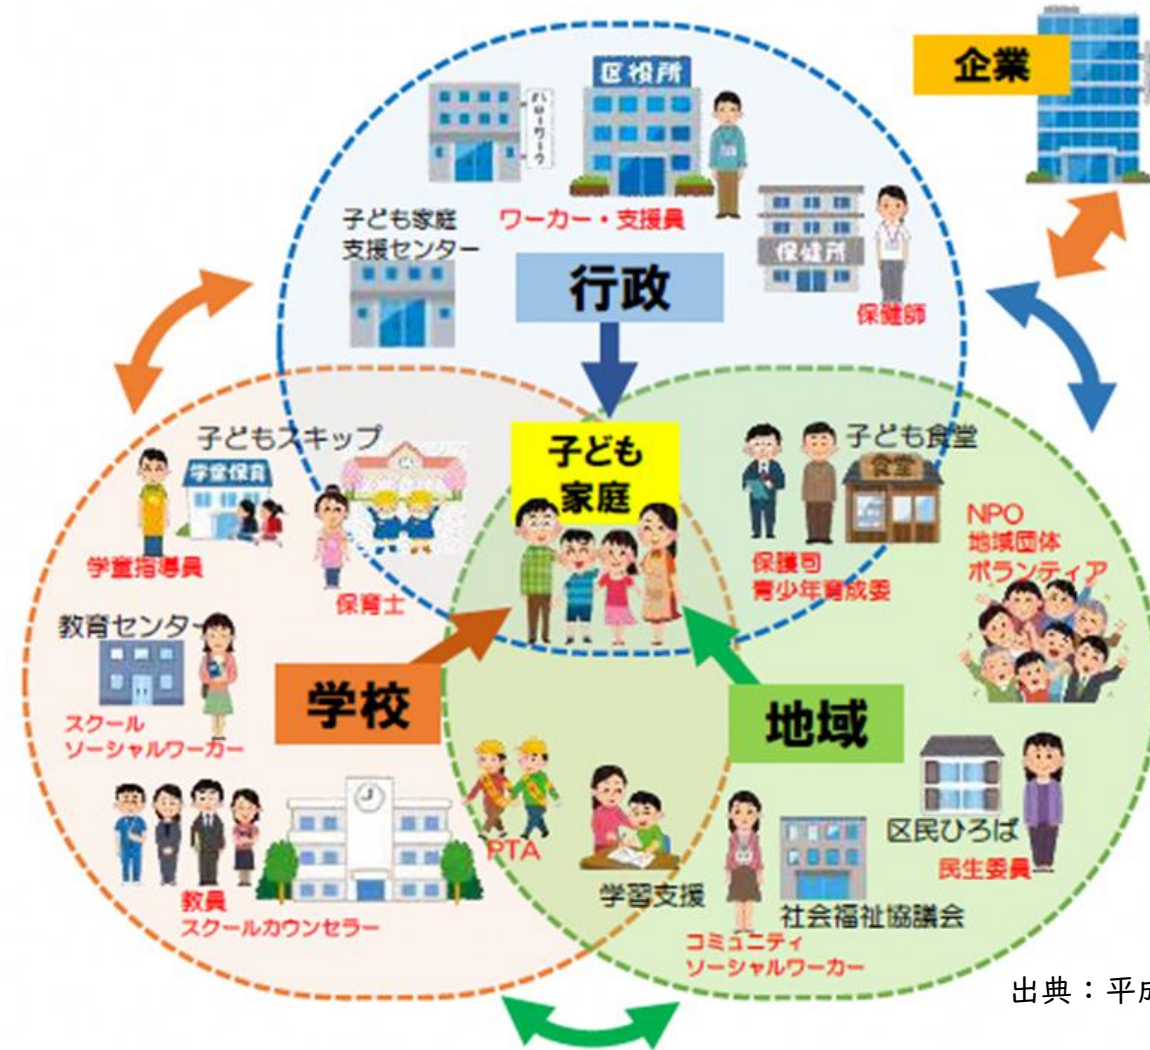 企業
区役所
ハローワーク
子ども家庭
支援センター
ワーカー・支援員
保健所
行政
保健師
子ども
家庭
子どもスキップ
学童保育
学童指導員
保育士
子ども食堂
食堂
保護司
青少年育成委
NPO
地域団体
ボランティア
教育センター
スクール
ソーシャルワーカー
学校
地域
教員
スクールカウンセラー
PTA
学習支援
区民ひろば
民生委員
社会福祉協議会
コミュニティ
ソーシャルワーカー
出典：平成